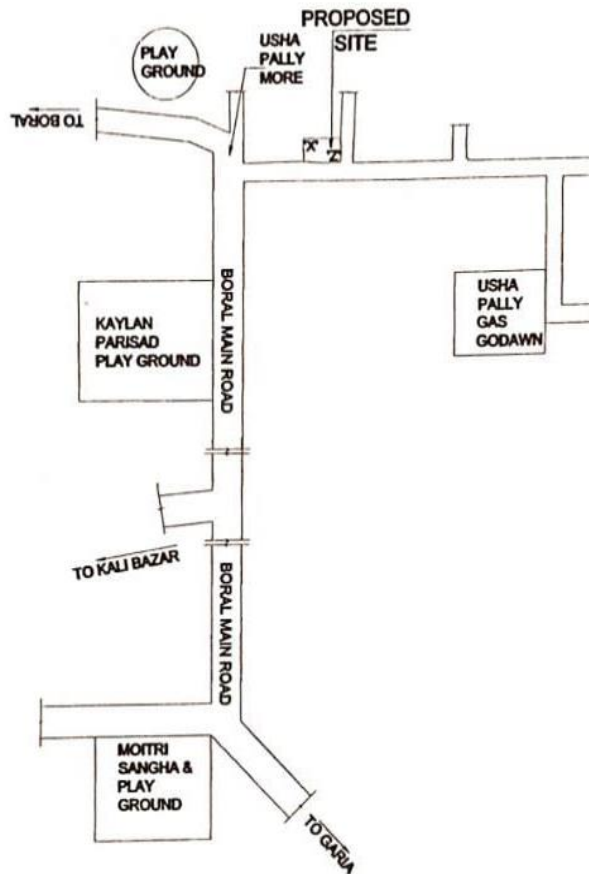 PROPOSED
SITE
PLAY
GROUND
USHA
PALLY
MORE
TO BORAL
'X'
'Z'
BORAL MAIN ROAD
KAYLAN
PARISAD
PLAY GROUND
USHA
PALLY
GAS
GODAWN
TO KALI BAZAR
BORAL MAIN ROAD
MOITRI
SANGHA &
PLAY
GROUND
TO GARIA